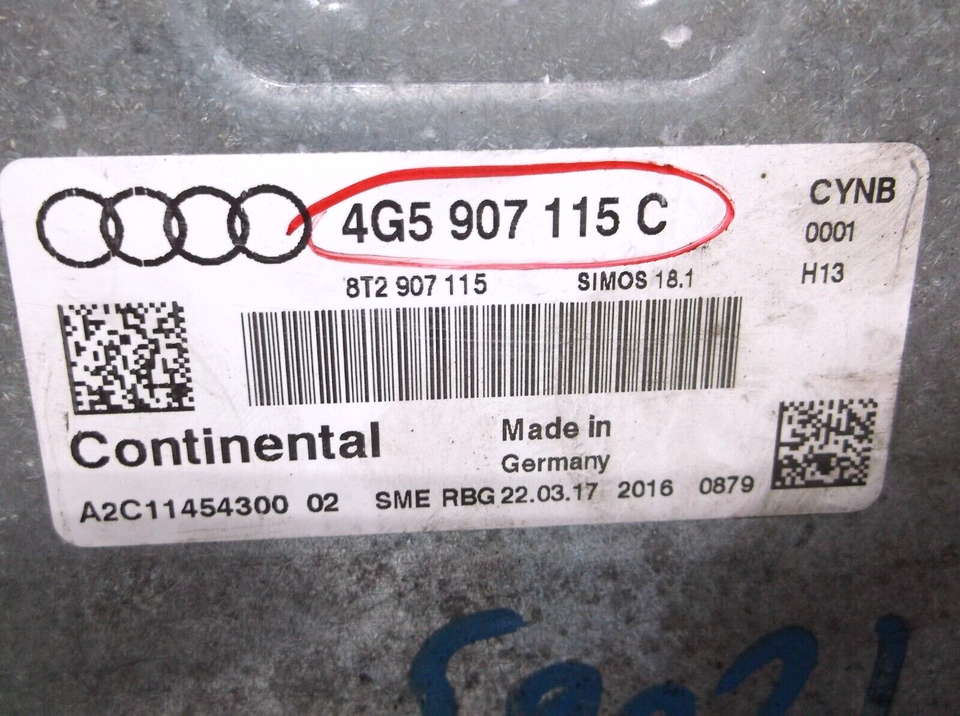 4G5 907 115 C
CYNB
0001
H13
8T2 907 115 SIMOS 18.1
Continental
Made in
Germany
A2C11454300 02 SME RBG 22.03.17 2016 0879